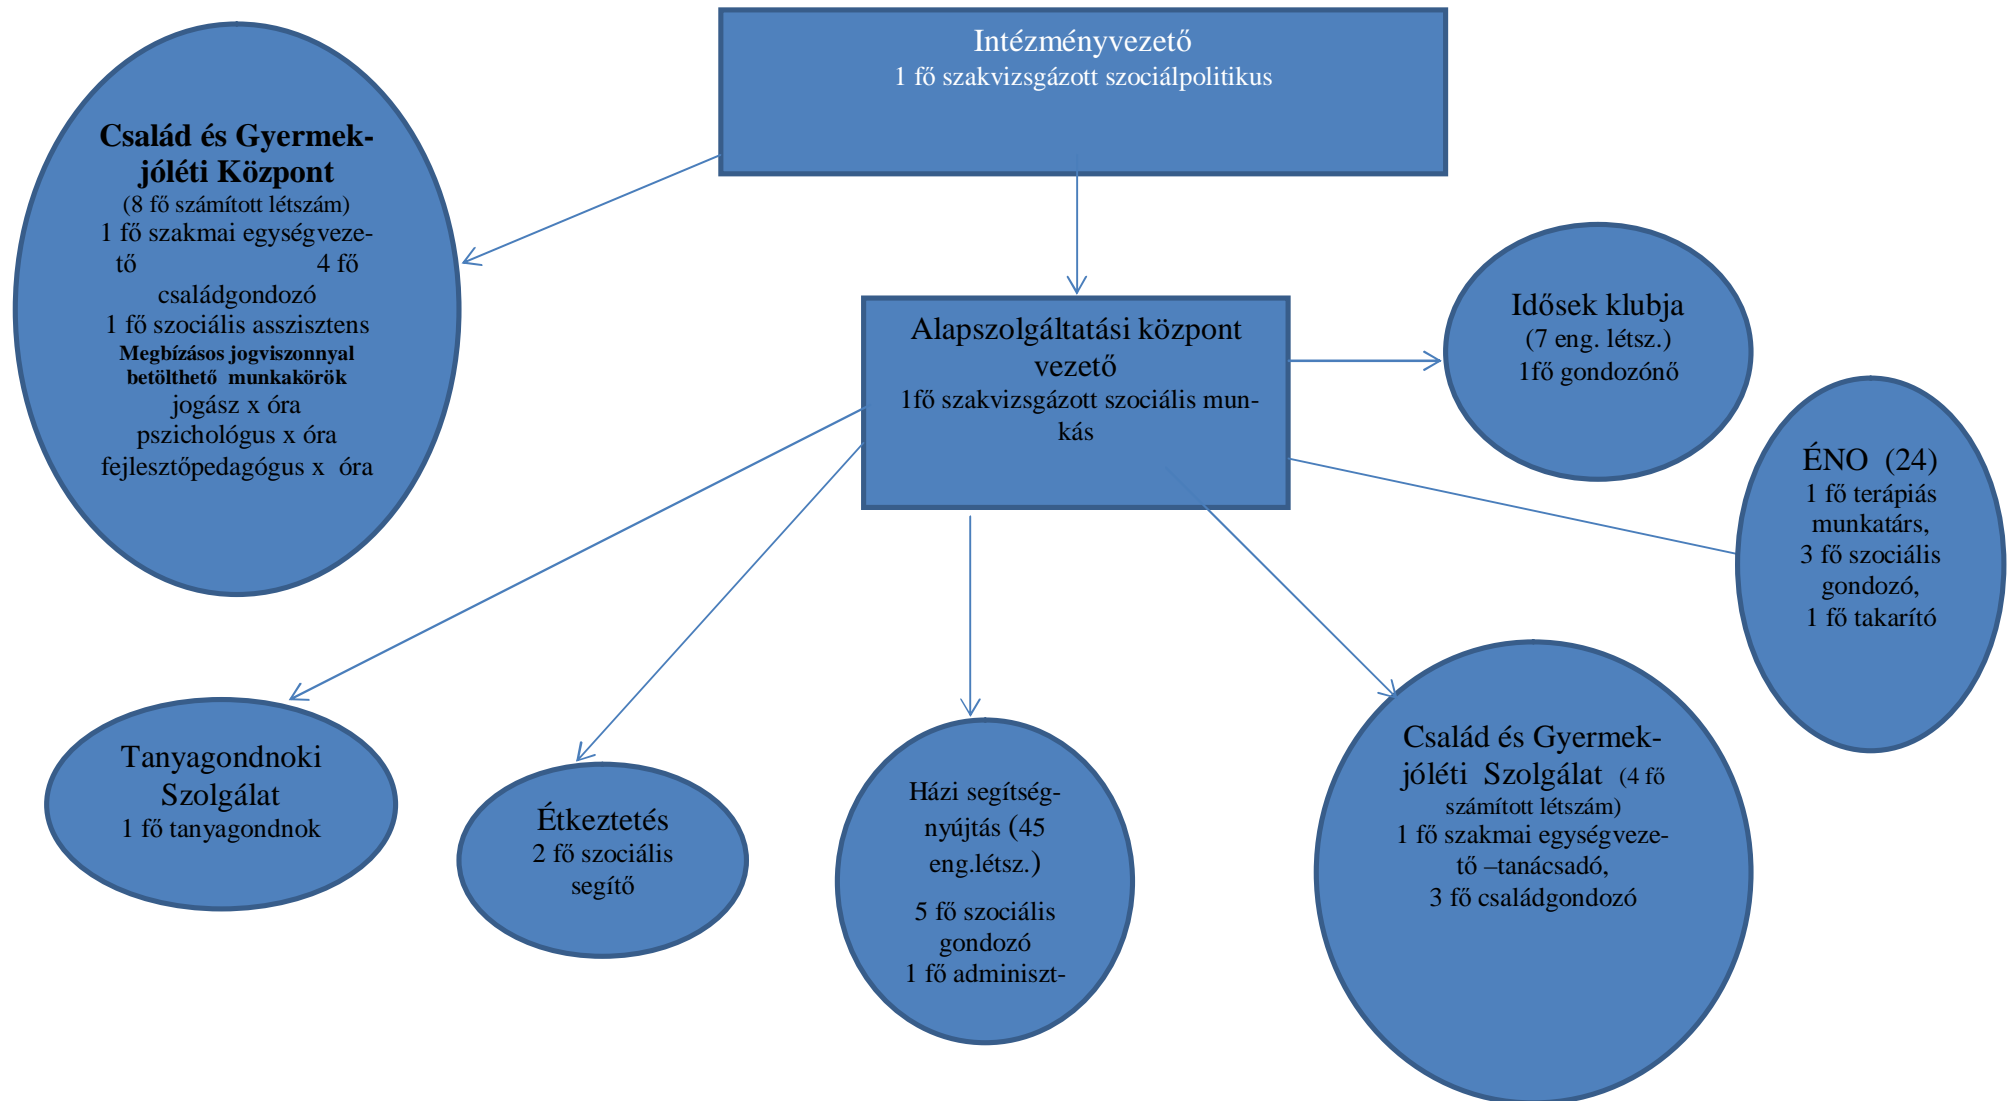 Intézményvezető
1 fő szakvizsgázott szociálpolitikus
Család és Gyermek-
jóléti Központ
(8 fő számított létszám)
1 fő szakmai egységveze-
tő 4 fő
családgondozó
1 fő szociális asszisztens
Megbízásos jogviszonnyal
betölthető munkakörök
jogász x óra
pszichológus x óra
fejlesztőpedagógus x óra
Alapszolgáltatási központ
vezető
1fő szakvizsgázott szociális mun-
kás
Idősek klubja
(7 eng. létsz.)
1fő gondozónő
ÉNO (24)
1 fő terápiás
munkatárs,
3 fő szociális
gondozó,
1 fő takarító
Tanyagondnoki
Szolgálat
1 fő tanyagondnok
Étkeztetés
2 fő szociális
segítő
Házi segítség-
nyújtás (45
eng.létsz.)
5 fő szociális
gondozó
1 fő adminiszt-
Család és Gyermek-
jóléti Szolgálat (4 fő
számított létszám)
1 fő szakmai egységveze-
tő –tanácsadó,
3 fő családgondozó